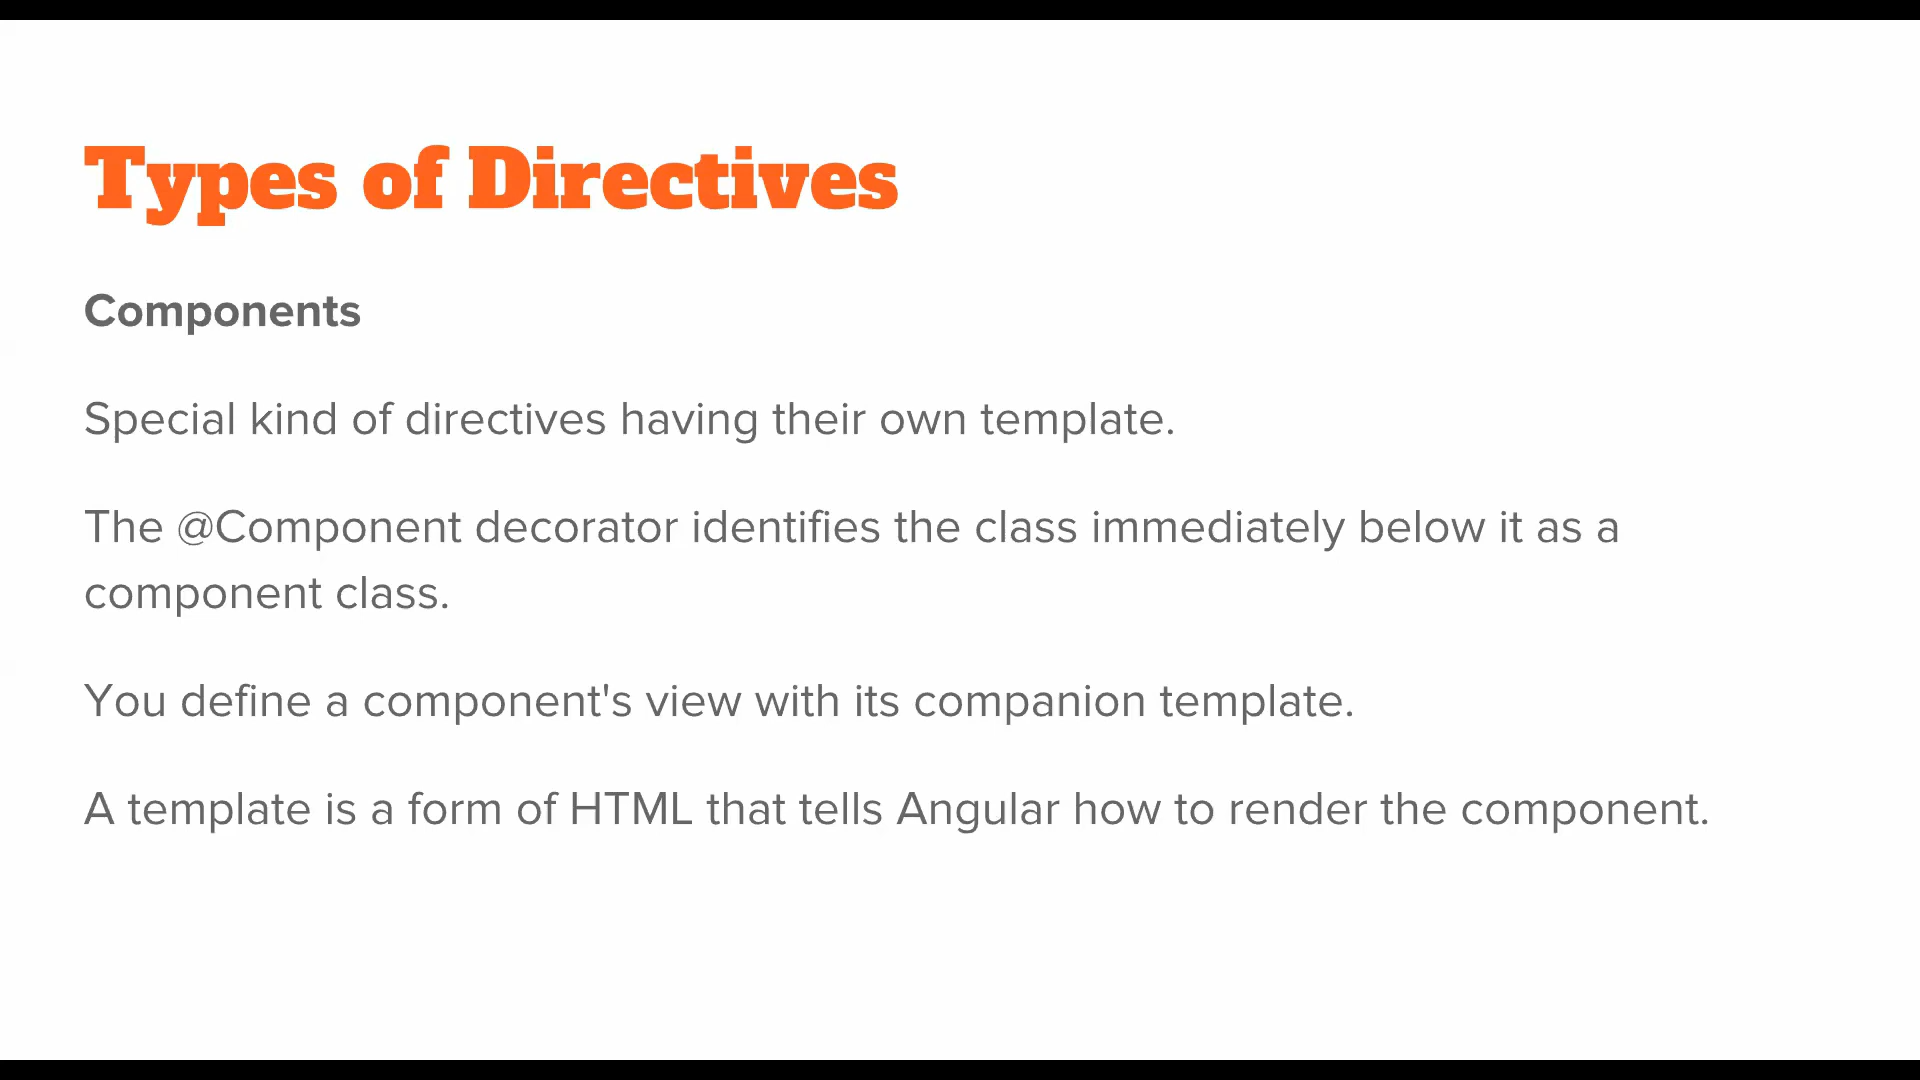 Types of Directives
Components
Special kind of directives having their own template.
The @Component decorator identifies the class immediately below it as a
component class.
You define a component's view with its companion template.
A template is a form of HTML that tells Angular how to render the component.